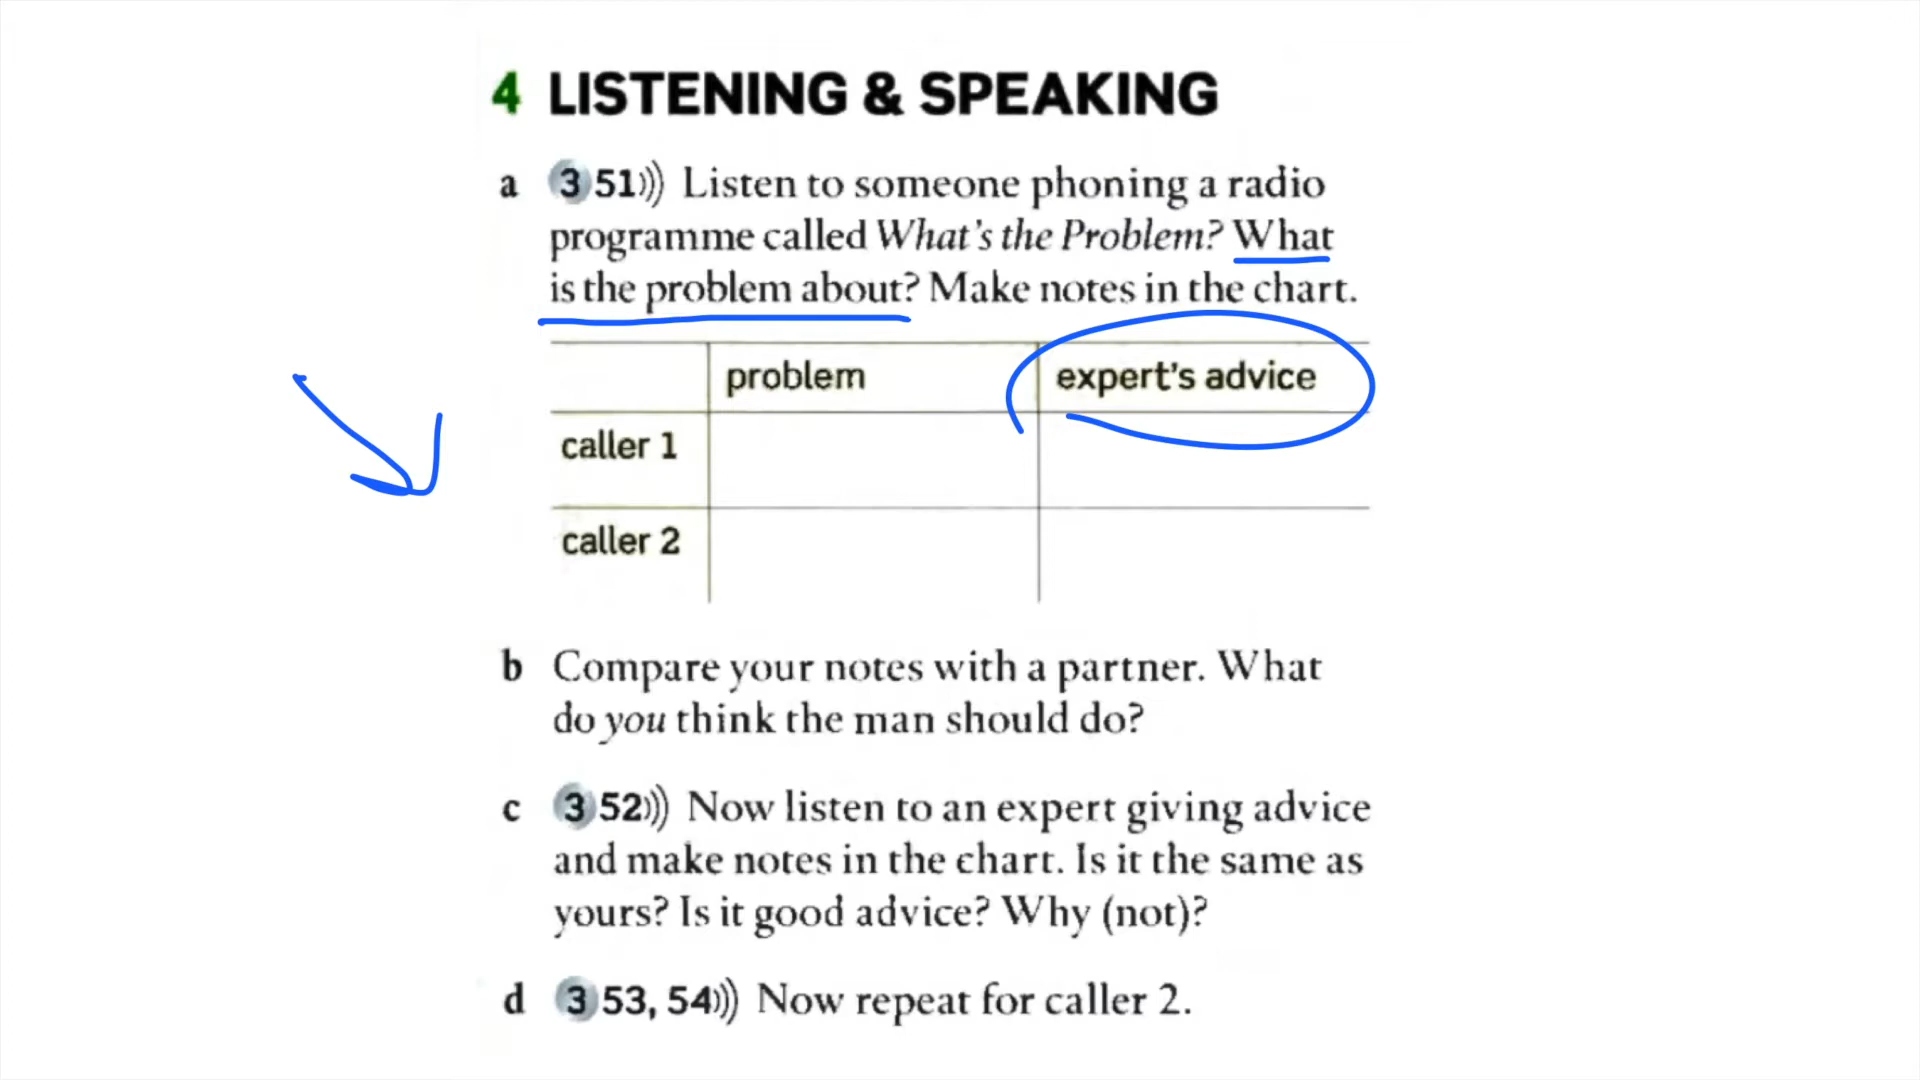 4 LISTENING & SPEAKING
a 3 51))) Listen to someone phoning a radio
programme called What's the Problem? What
is the problem about? Make notes in the chart.
problem expert's advice
caller 1
caller 2
b Compare your notes with a partner. What
do you think the man should do?
c 3 52))) Now listen to an expert giving advice
and make notes in the chart. Is it the same as
yours? Is it good advice? Why (not)?
d 3 53, 54))) Now repeat for caller 2.